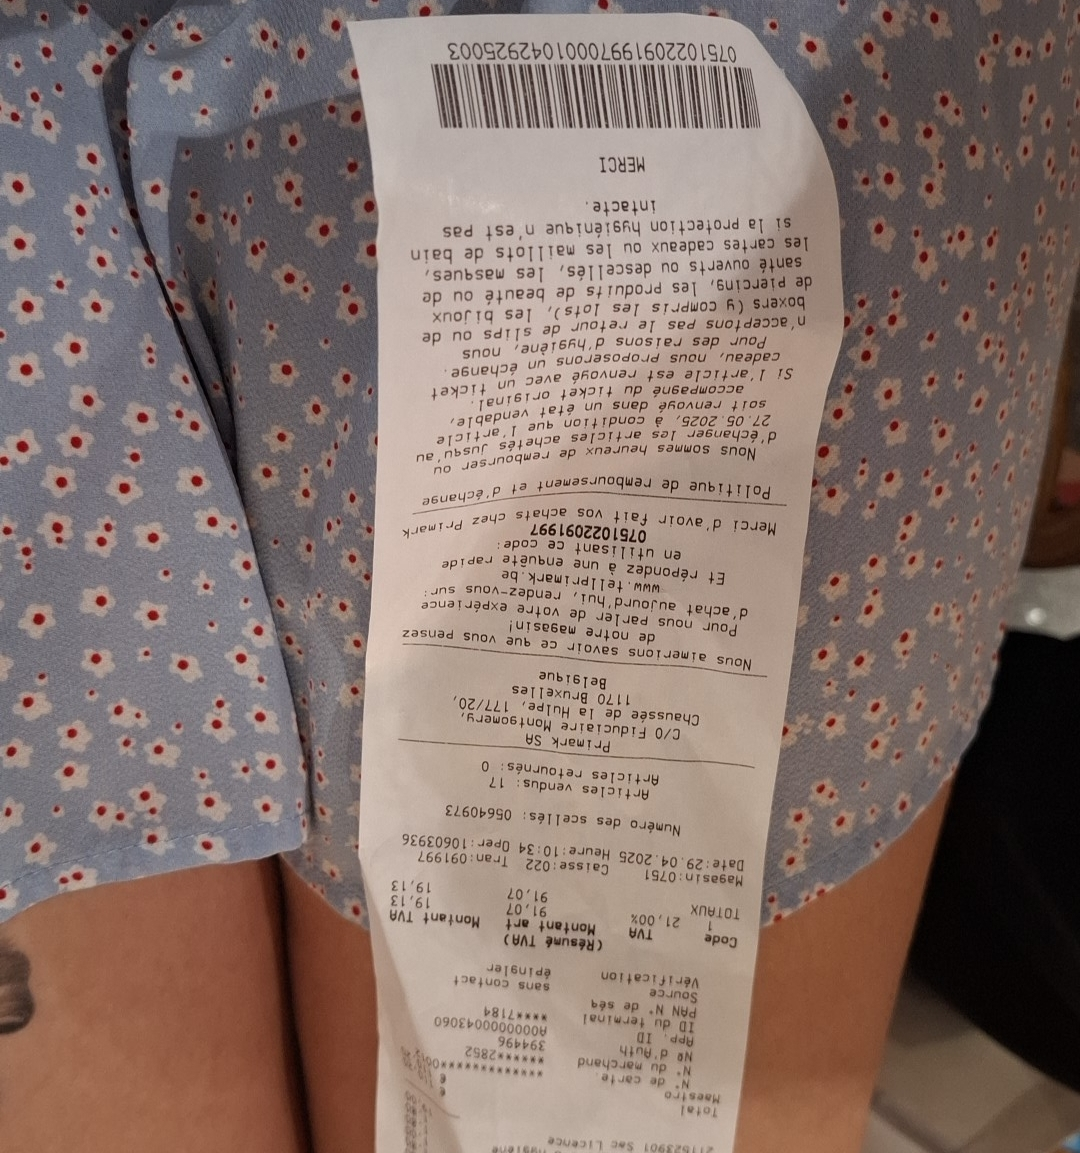 211523901 Sac Licence
Total €
Maestro €
N° de carte.
N° du marchand ******2852
Nº d'Auth 394496
App. ID A0000000043060
ID du terminal ****7184
PAN N° de séq
Source sans contact
Vérification épingler
(Résumé TVA)
Code TVA Montant art Montant TVA
1 21,00% 91,07 19,13
TOTAUX 91,07 19,13
Magasin:0751 Caisse:022 Tran:091997
Date:29.04.2025 Heure:10:34 Oper:10603936
Numéro des scellés: 05640973
Articles vendus: 17
Articles retournés: 0
Primark SA
C/O Fiduciaire Montgomery,
Chaussée de la Hulpe, 177/20,
1170 Bruxelles
Belgique
Nous aimerions savoir ce que vous pensez
de notre magasin!
Pour nous parler de votre expérience
d'achat aujourd'hui, rendez-vous sur:
www.tellprimark.be
Et répondez à une enquête rapide
en utilisant ce code:
0751022091997
Merci d'avoir fait vos achats chez Primark
Politique de remboursement et d'échange
Nous sommes heureux de rembourser ou
d'échanger les articles achetés jusqu'au
27.05.2025, à condition que l'article
soit renvoyé dans un état vendable,
accompagné du ticket original.
Si l'article est renvoyé avec un ticket
cadeau, nous proposerons un échange.
Pour des raisons d'hygiène, nous
n'acceptons pas le retour de slips ou de
boxers (y compris les lots), les bijoux
de piercing, les produits de beauté ou de
santé ouverts ou descellés, les masques,
les cartes cadeaux ou les maillots de bain
si la protection hygiénique n'est pas
intacte.
MERCI
07510220919970001042925003